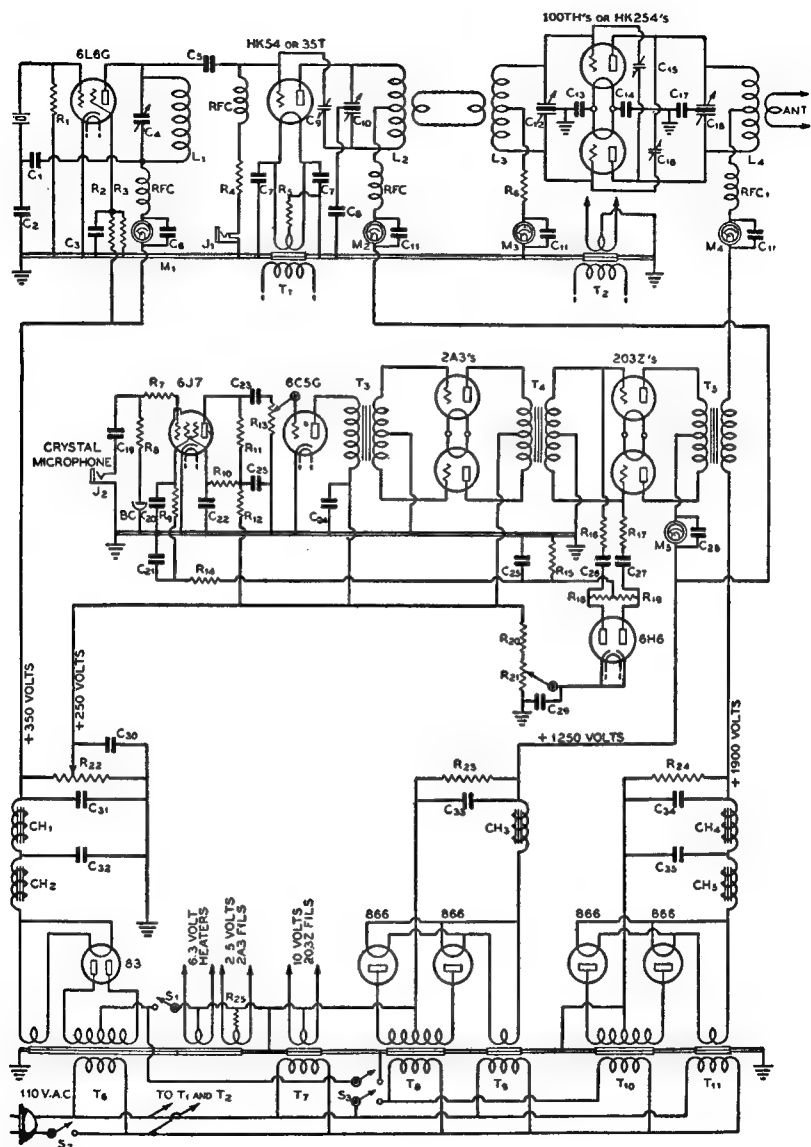 6L6G
C5
HK54 OR 35T
100TH's OR HK254's
R1
C4
L1
RFC
C9
C10
L2
L3
C12
C13
C14
C15
C16
C17
C18
L4
ANT
C1
C2
R2
R3
RFC
R4
C7
R5
C7
C8
RFC
R6
RFC1
C3
C6
M1
J1
M2
C11
M3
C11
M4
C11
T1
T2
R7
6J7
C23
6C5G
T3
2A3's
T4
203Z's
T5
CRYSTAL
MICROPHONE
J2
C19
R8
BC
C20
R9
C22
R10
R11
R12
R13
C25
C24
C21
R14
C25
R15
R16
R17
C26
C27
R18
R19
M5
C28
6H6
R20
R21
C29
+350 VOLTS
+250 VOLTS
+1250 VOLTS
+1900 VOLTS
C30
R22
C31
CH1
C32
CH2
R23
C33
CH3
R24
C34
CH4
C35
CH5
83
S1
6.3 VOLT
HEATERS
2.5 VOLTS
2A3 FILS
R25
10 VOLTS
203Z FILS
866
866
866
866
110 V.A.C.
T6
TO T1 AND T2
T7
S3
T8
T9
T10
T11
S2